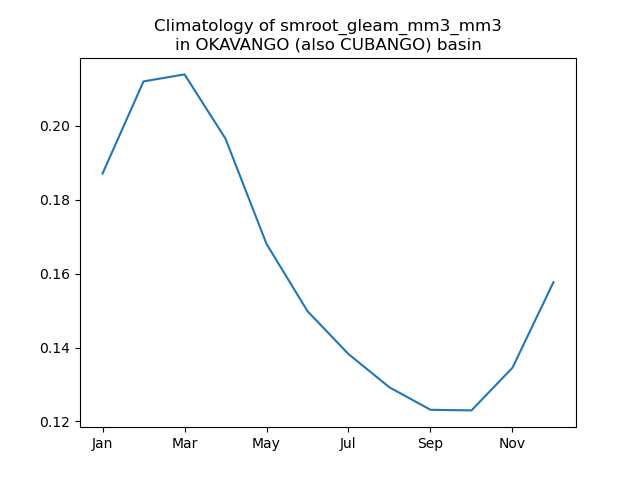 Climatology of smroot_gleam_mm3_mm3
in OKAVANGO (also CUBANGO) basin
0.20
0.18
0.16
0.14
0.12
Jan Mar May Jul Sep Nov